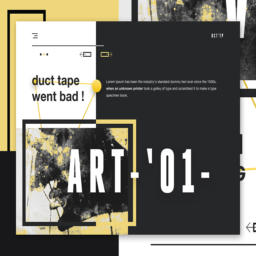 duct tape
went bad !
Lorem Ipsum has been the industry's standard dummy text ever since the 1500s,
when an unknown printer took a galley of type and scrambled it to make a type
specimen book.
ART-'01-